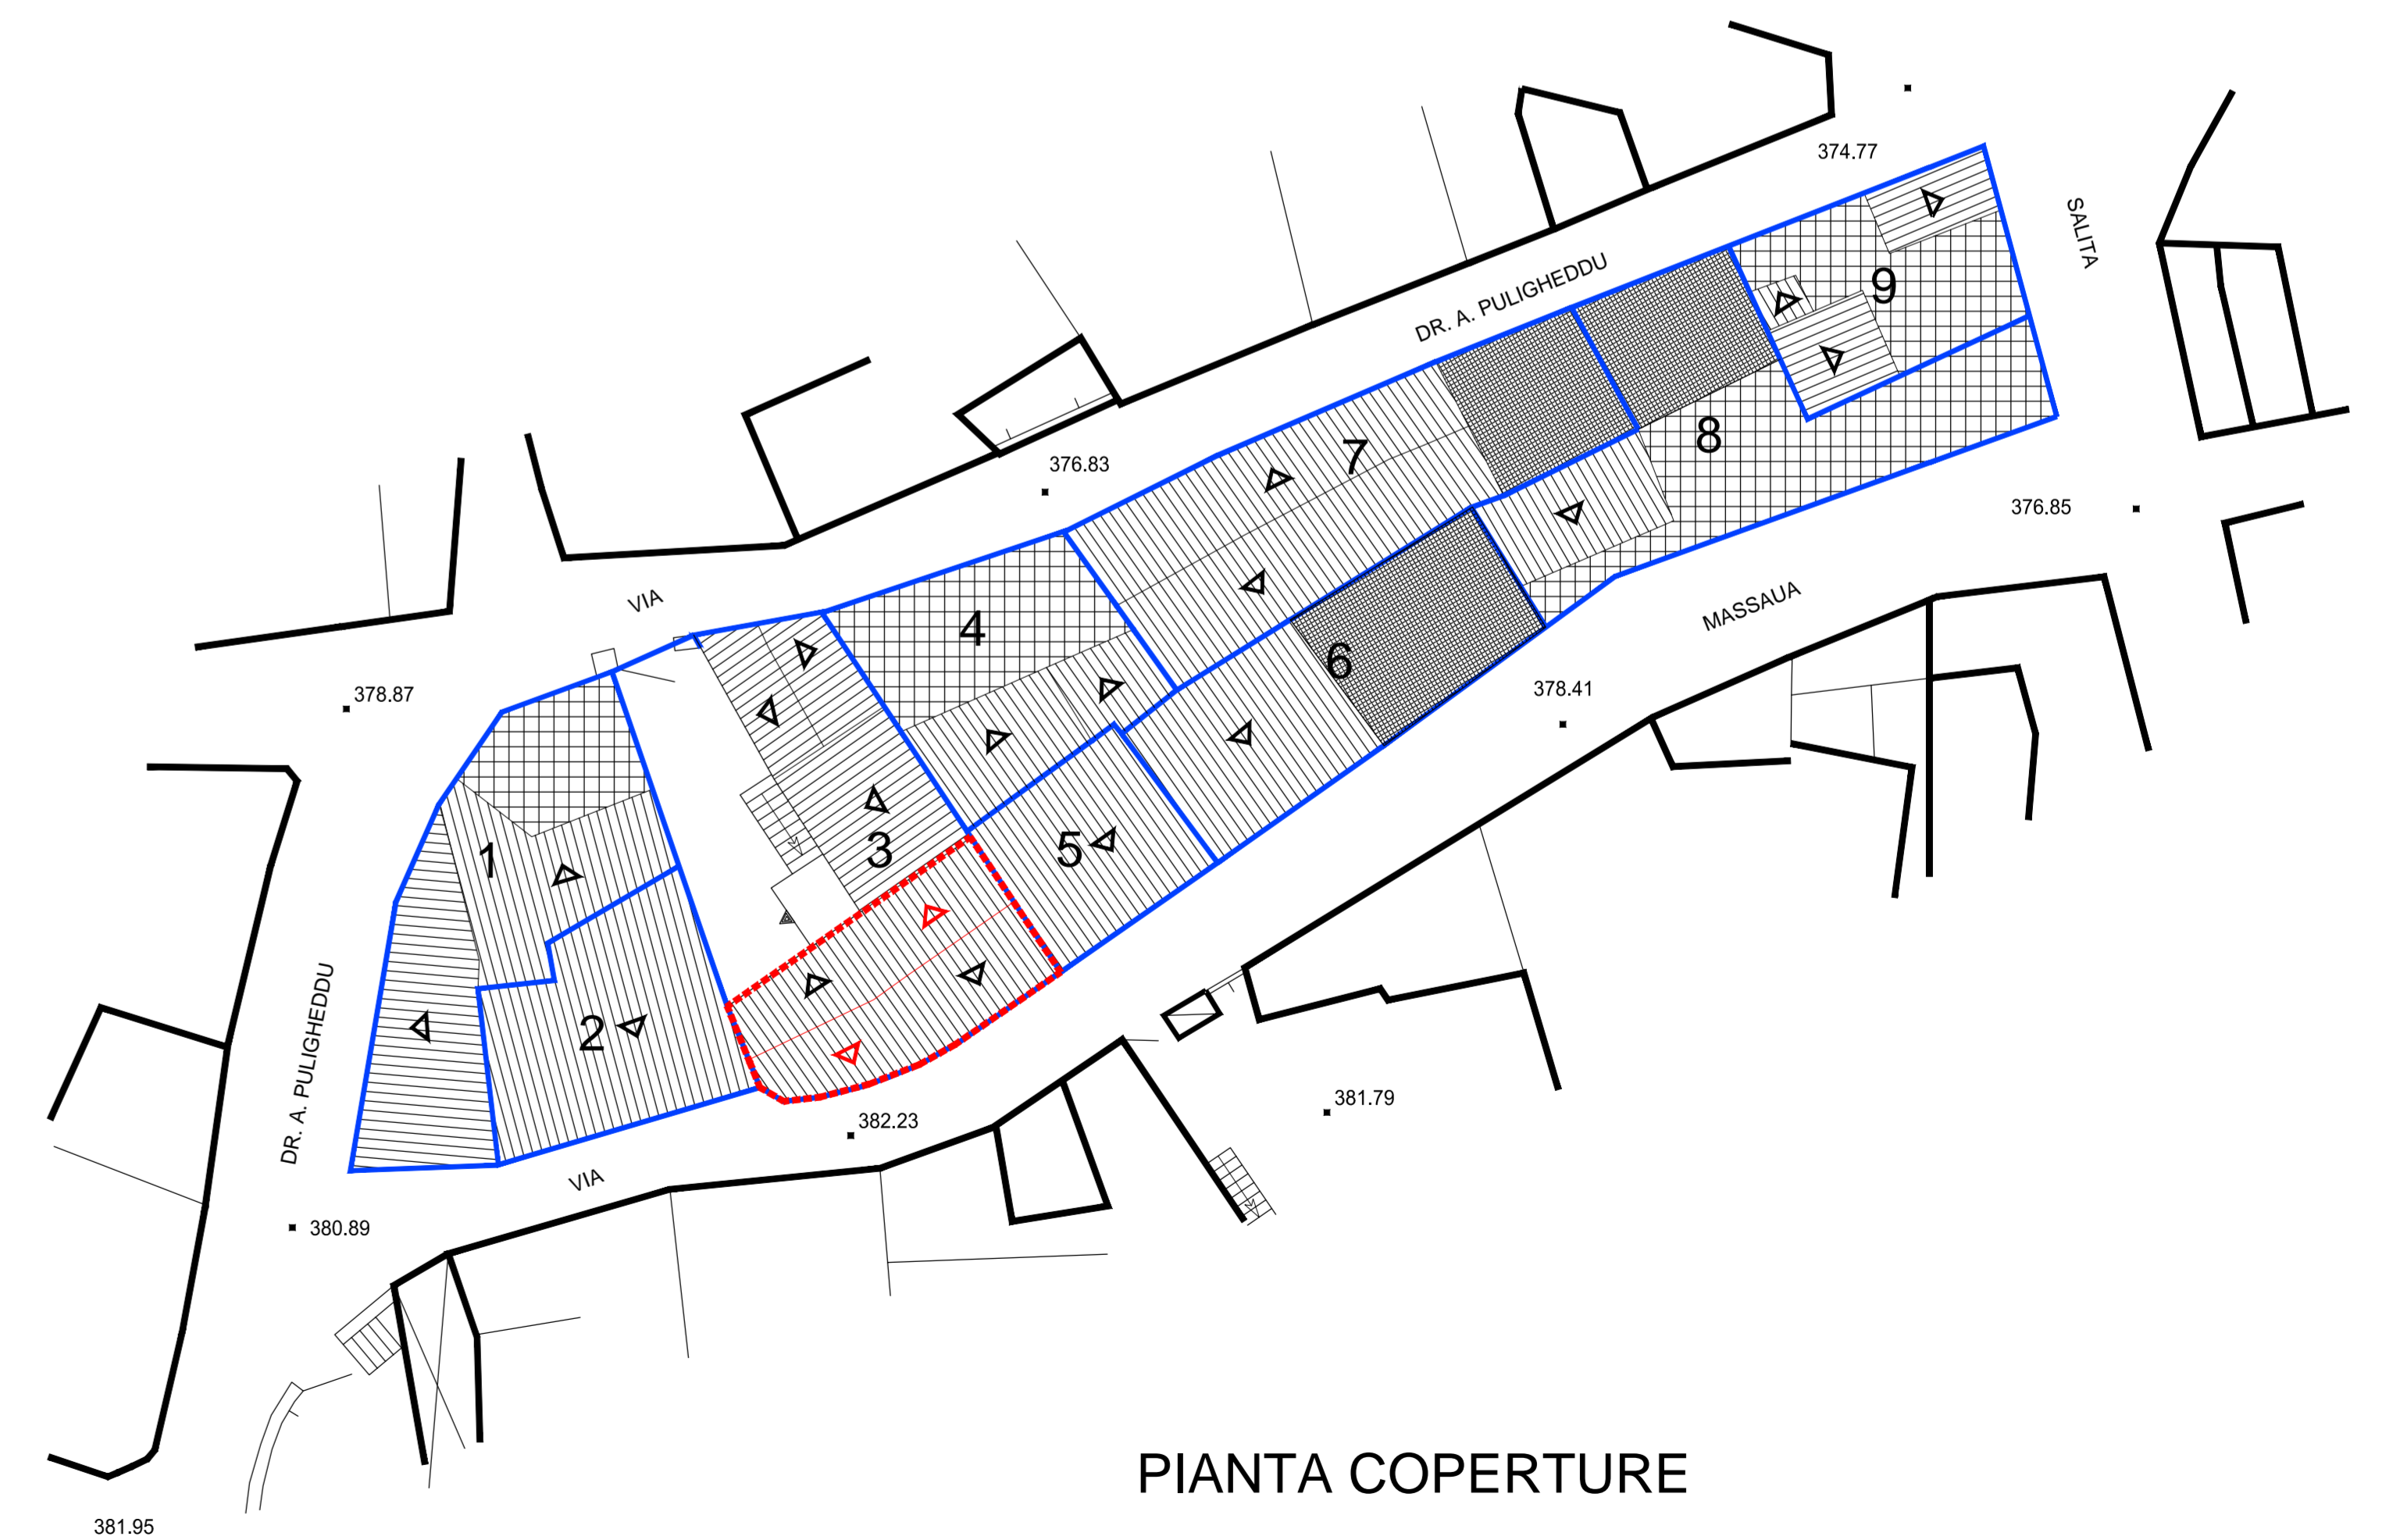 374.77
SALITA
DR. A. PULIGHEDDU
9
7
8
376.83
376.85
VIA
4
MASSAUA
6
378.87
378.41
1
3
5
2
DR. A. PULIGHEDDU
381.79
382.23
VIA
380.89
PIANTA COPERTURE
381.95